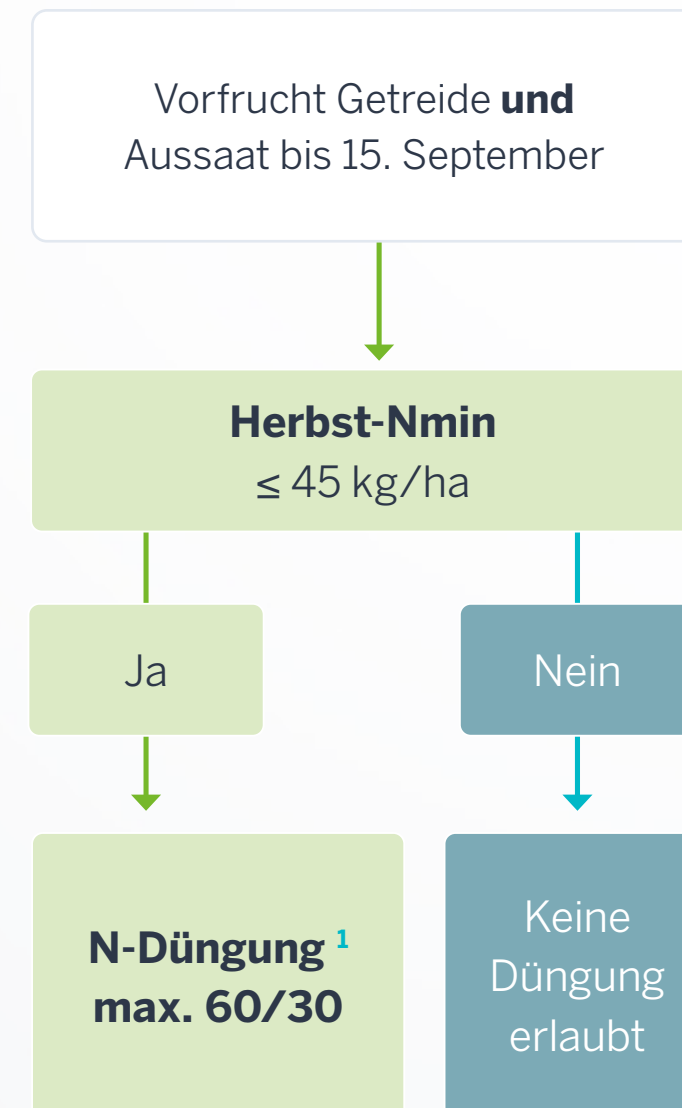 Vorfrucht Getreide und
Aussaat bis 15. September
Herbst-Nmin
≤ 45 kg/ha
Ja
Nein
N-Düngung ¹
max. 60/30
Keine
Düngung
erlaubt